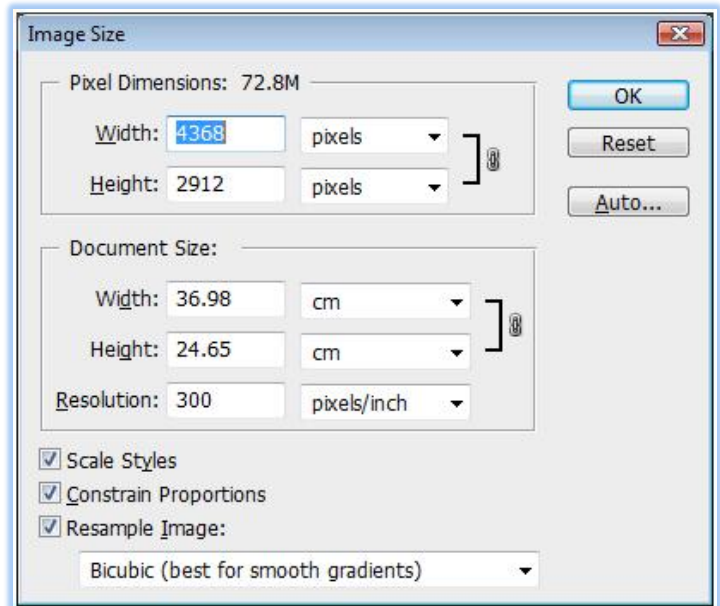 Image Size
Pixel Dimensions: 72.8M
OK
Width: 4368 pixels
Reset
Height: 2912 pixels
Auto...
Document Size:
Width: 36.98 cm
Height: 24.65 cm
Resolution: 300 pixels/inch
Scale Styles
Constrain Proportions
Resample Image:
Bicubic (best for smooth gradients)